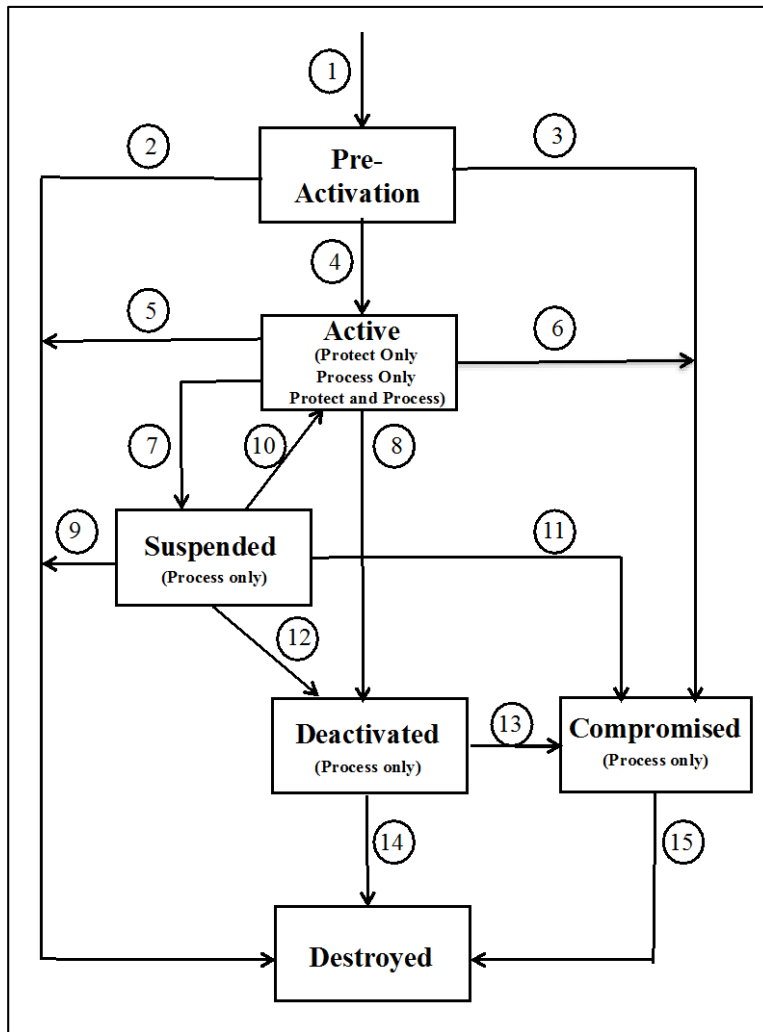 1
2
3
Pre-
Activation
4
5
6
Active
(Protect Only
Process Only
Protect and Process)
7
10
8
9
Suspended
(Process only)
11
12
Deactivated
(Process only)
13
Compromised
(Process only)
14
15
Destroyed